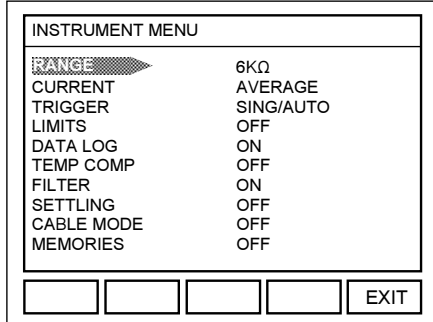 INSTRUMENT MENU
RANGE 6KΩ
CURRENT AVERAGE
TRIGGER SING/AUTO
LIMITS OFF
DATA LOG ON
TEMP COMP OFF
FILTER ON
SETTLING OFF
CABLE MODE OFF
MEMORIES OFF
EXIT